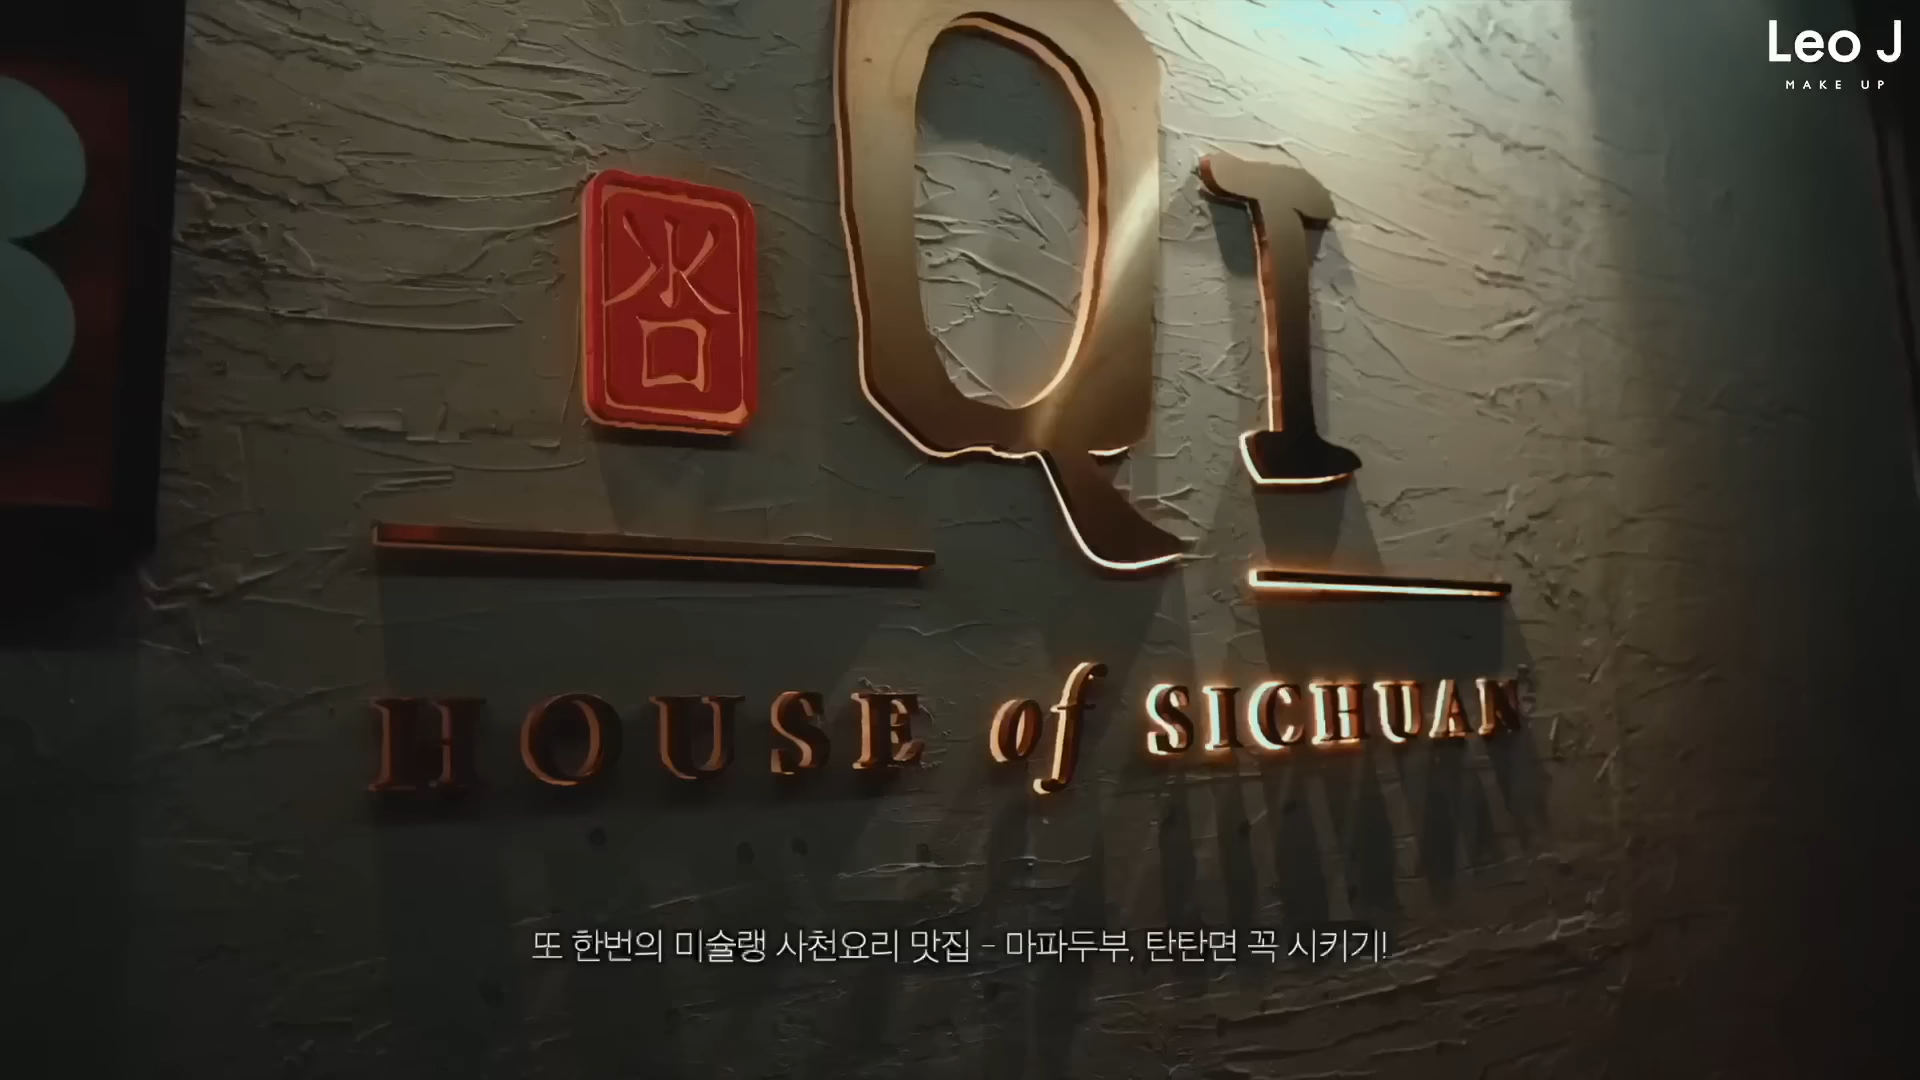 Leo J
MAKE UP
QI
HOUSE of SICHUAN
또 한번의 미슐랭 사천요리 맛집 - 마파두부, 탄탄면 꼭 시키기!